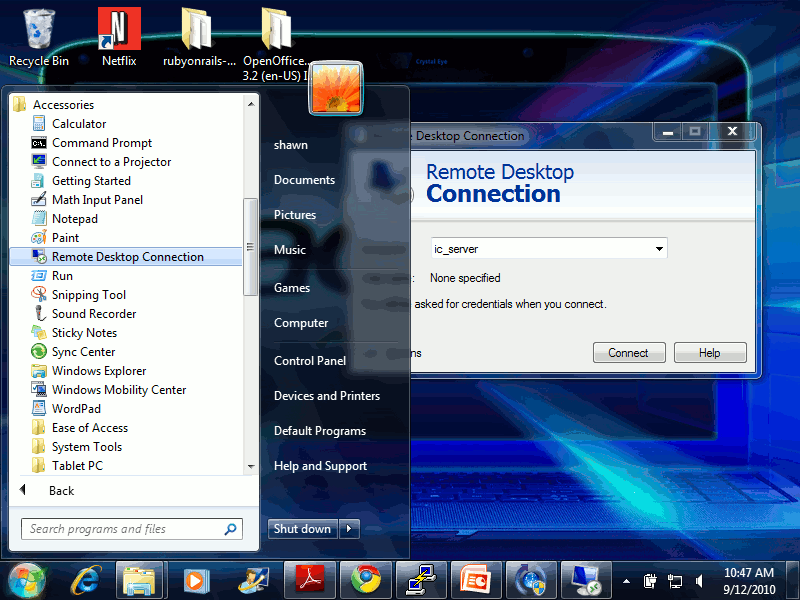 Recycle Bin
Netflix
rubyonrails-...
OpenOffice...
3.2 (en-US) I
Crystal Eye
Accessories
Calculator
Command Prompt
Connect to a Projector
Getting Started
Math Input Panel
Notepad
Paint
Remote Desktop Connection
Run
Snipping Tool
Sound Recorder
Sticky Notes
Sync Center
Windows Explorer
Windows Mobility Center
WordPad
Ease of Access
System Tools
Tablet PC
Back
Search programs and files
shawn
Documents
Pictures
Music
Games
Computer
Control Panel
Devices and Printers
Default Programs
Help and Support
Shut down
Desktop Connection
Remote Desktop
Connection
ic_server
: None specified
asked for credentials when you connect.
ns
Connect
Help
10:47 AM
9/12/2010